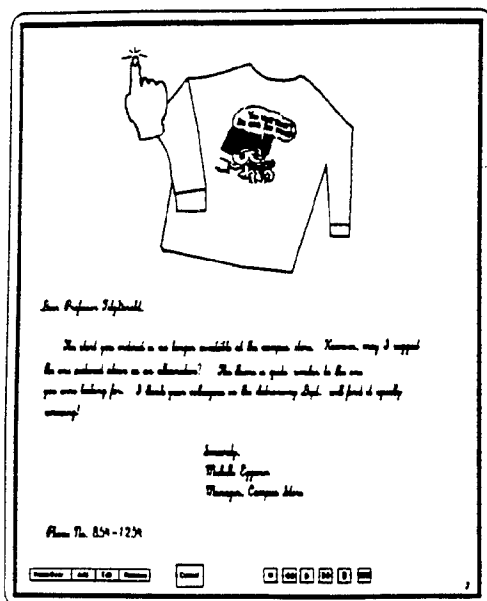 Dear Professor
The shirt you ordered is no longer available at the campus store. However, may I suggest
the one pictured above as an alternative? The theme is quite similar to the one
you were looking for. I think your colleagues in the Astronomy Dept. will find it equally
amusing!
Sincerely,
Michelle
Manager, Campus Store
Phone No. 854-1234
Add
Edit
Cancel